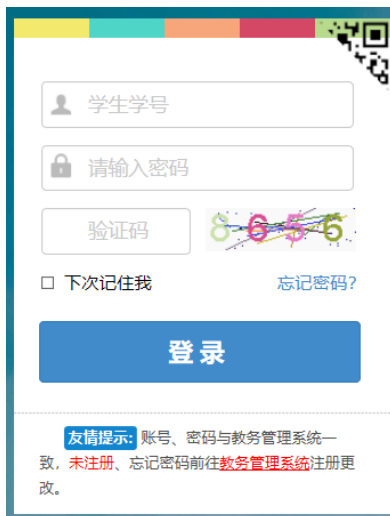 学生学号
请输入密码
验证码 8656
下次记住我 忘记密码?
登录
友情提示: 账号、密码与教务管理系统一
致,未注册、忘记密码前往教务管理系统注册更
改。